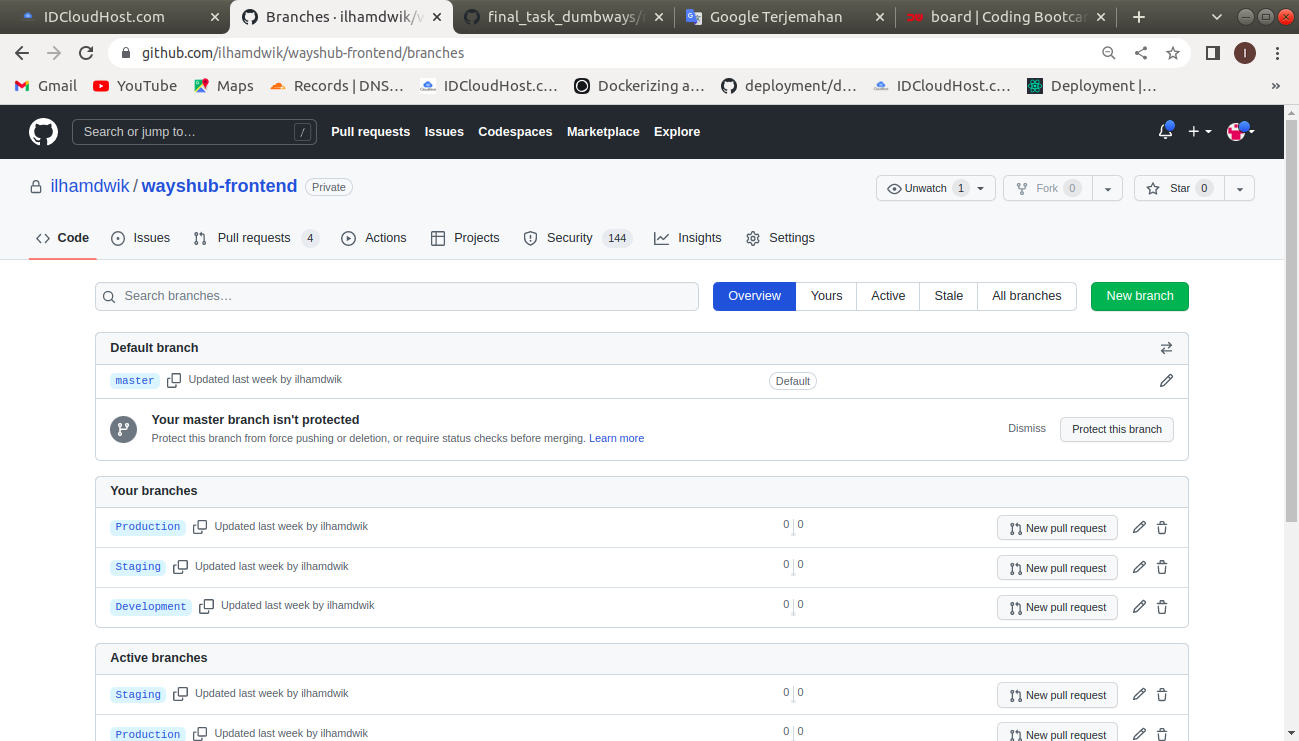 IDCloudHost.com
Branches · ilhamdwik/
final_task_dumbways/
Google Terjemahan
board | Coding Bootca
github.com/ilhamdwik/wayshub-frontend/branches
I
Gmail
YouTube
Maps
Records | DNS…
IDCloudHost.c…
Dockerizing a…
deployment/d…
IDCloudHost.c…
Deployment |…
»
Search or jump to…
/
Pull requests
Issues
Codespaces
Marketplace
Explore
ilhamdwik / wayshub-frontend
Private
Unwatch 1
Fork 0
Star 0
Code
Issues
Pull requests 4
Actions
Projects
Security 144
Insights
Settings
Search branches…
Overview
Yours
Active
Stale
All branches
New branch
Default branch
master
Updated last week by ilhamdwik
Default
Your master branch isn't protected
Protect this branch from force pushing or deletion, or require status checks before merging. Learn more
Dismiss
Protect this branch
Your branches
Production
Updated last week by ilhamdwik
0 | 0
New pull request
Staging
Updated last week by ilhamdwik
0 | 0
New pull request
Development
Updated last week by ilhamdwik
0 | 0
New pull request
Active branches
Staging
Updated last week by ilhamdwik
0 | 0
New pull request
Production
Updated last week by ilhamdwik
0 | 0
New pull request